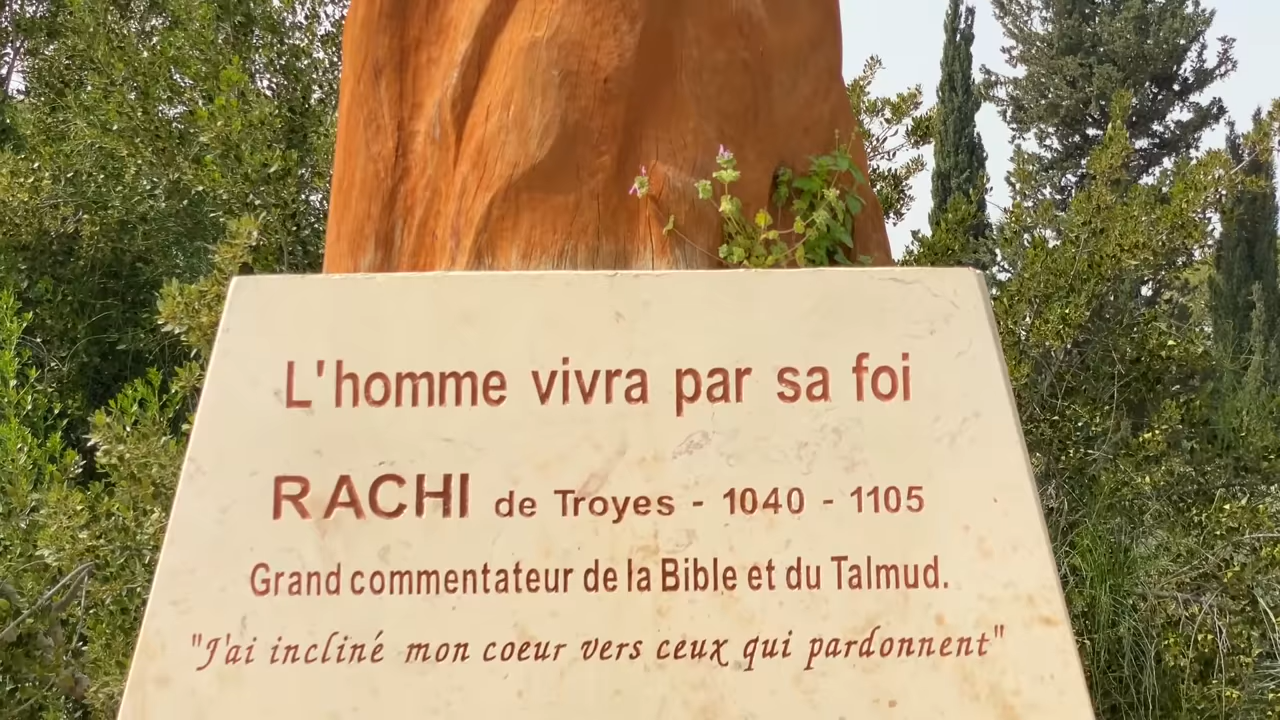 L'homme vivra par sa foi
RACHI de Troyes - 1040 - 1105
Grand commentateur de la Bible et du Talmud.
"J'ai incliné mon coeur vers ceux qui pardonnent"